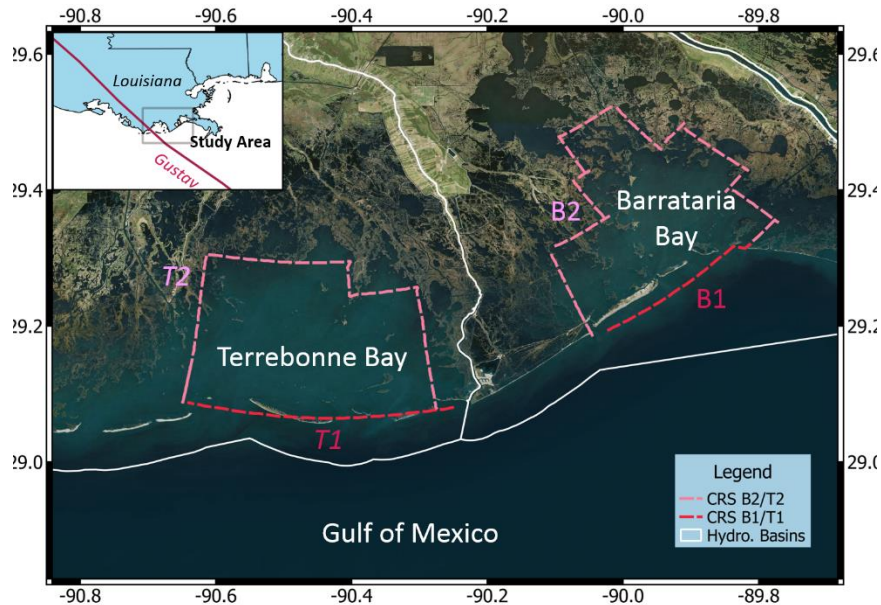 -90.8 -90.6 -90.4 -90.2 -90.0 -89.8
29.6
29.6
Louisiana
Study Area
Gustav
29.4
29.4
B2
Barrataria
Bay
T2
B1
29.2
29.2
Terrebonne Bay
T1
29.0
29.0
Legend
CRS B2/T2
CRS B1/T1
Hydro. Basins
Gulf of Mexico
-90.8 -90.6 -90.4 -90.2 -90.0 -89.8